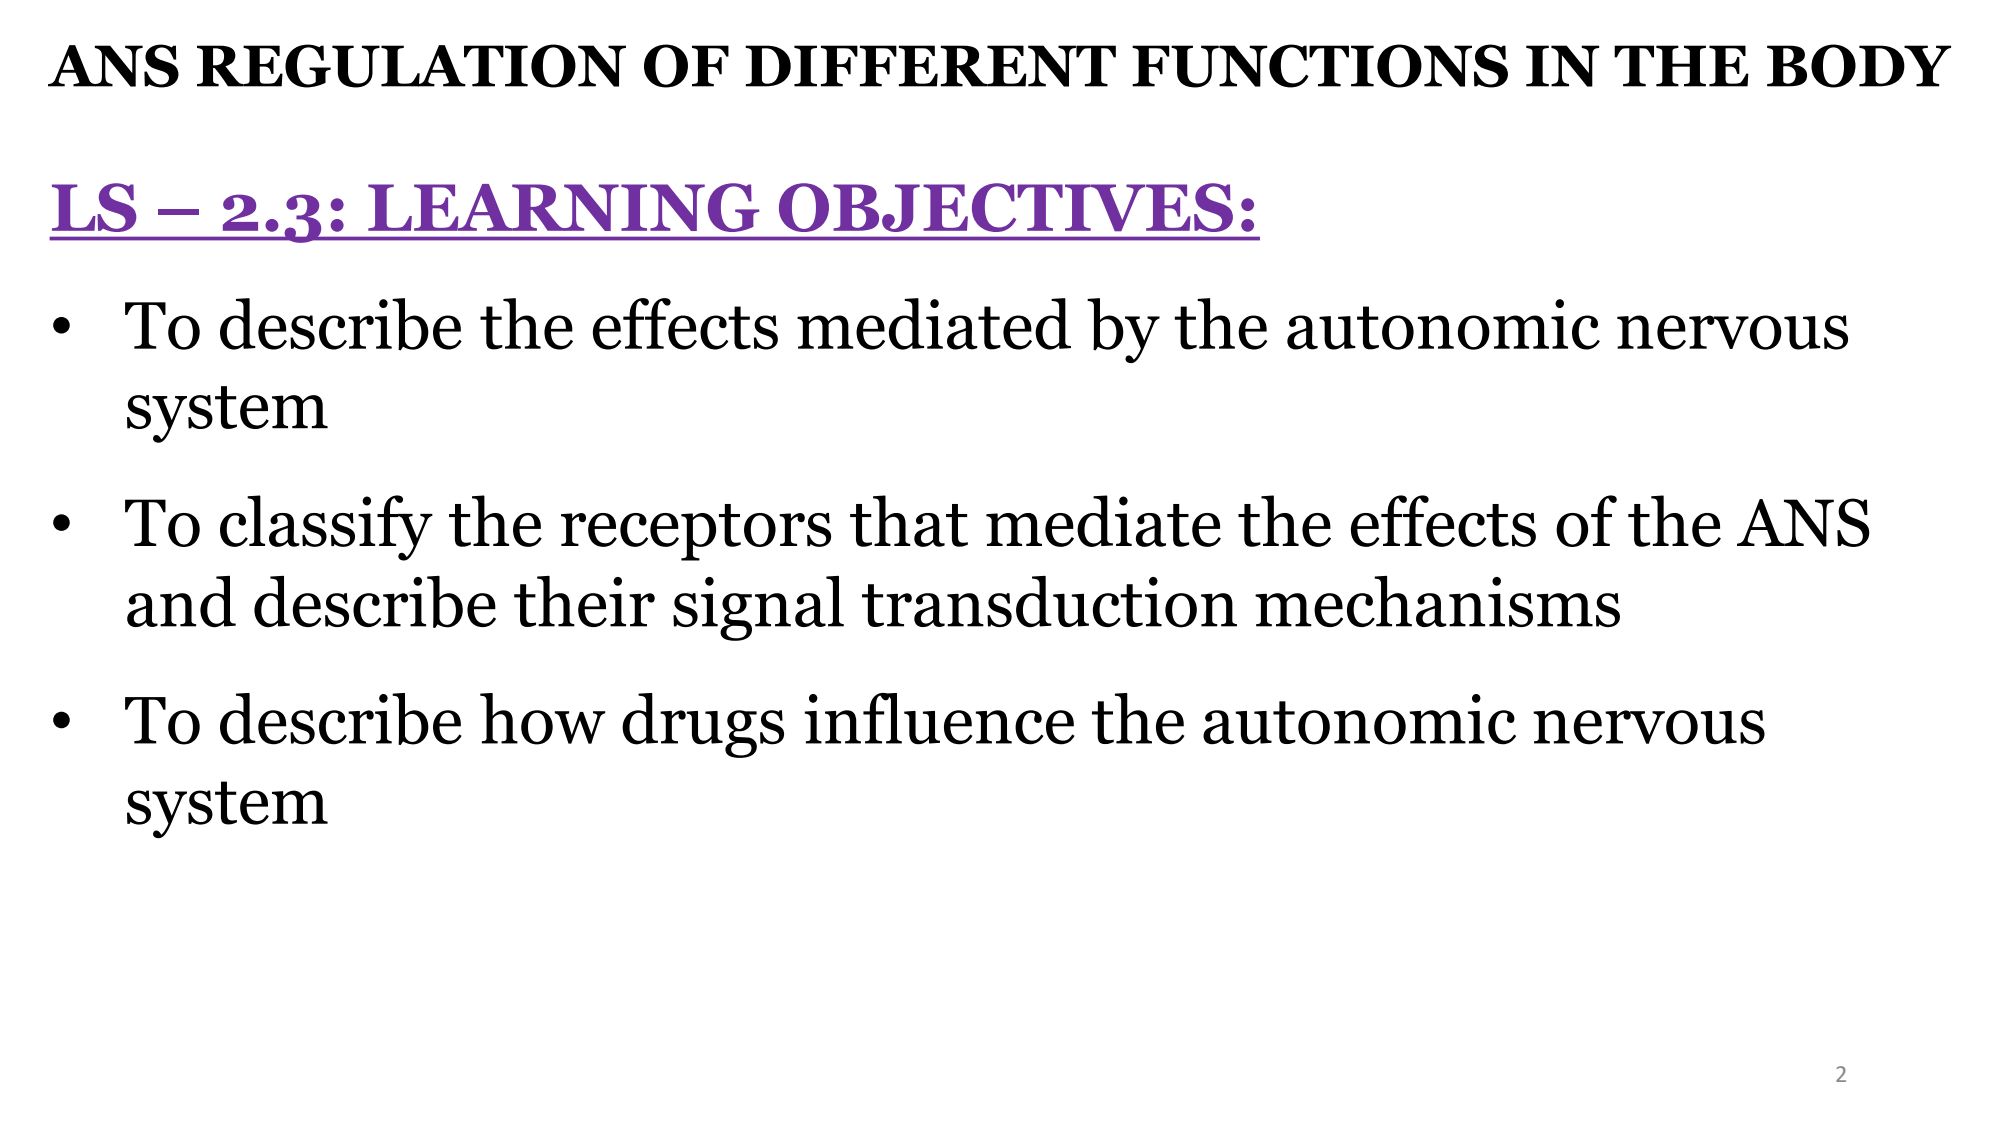 ANS REGULATION OF DIFFERENT FUNCTIONS IN THE BODY
LS – 2.3: LEARNING OBJECTIVES:
• To describe the effects mediated by the autonomic nervous
system
• To classify the receptors that mediate the effects of the ANS
and describe their signal transduction mechanisms
• To describe how drugs influence the autonomic nervous
system
2